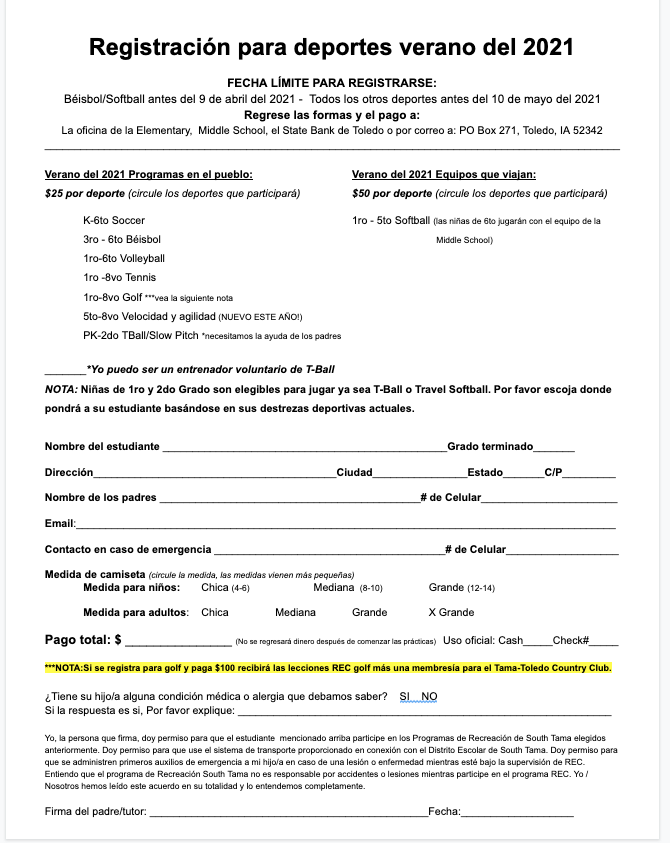 Registración para deportes verano del 2021
FECHA LÍMITE PARA REGISTRARSE:
Béisbol/Softball antes del 9 de abril del 2021 - Todos los otros deportes antes del 10 de mayo del 2021
Regrese las formas y el pago a:
La oficina de la Elementary, Middle School, el State Bank de Toledo o por correo a: PO Box 271, Toledo, IA 52342
Verano del 2021 Programas en el pueblo:
$25 por deporte (circule los deportes que participará)
K-6to Soccer
3ro - 6to Béisbol
1ro-6to Volleyball
1ro -8vo Tennis
1ro-8vo Golf ***vea la siguiente nota
5to-8vo Velocidad y agilidad (NUEVO ESTE AÑO!)
PK-2do TBall/Slow Pitch *necesitamos la ayuda de los padres
Verano del 2021 Equipos que viajan:
$50 por deporte (circule los deportes que participará)
1ro - 5to Softball (las niñas de 6to jugarán con el equipo de la
Middle School)
_______*Yo puedo ser un entrenador voluntario de T-Ball
NOTA: Niñas de 1ro y 2do Grado son elegibles para jugar ya sea T-Ball o Travel Softball. Por favor escoja donde
pondrá a su estudiante basándose en sus destrezas deportivas actuales.
Nombre del estudiante ______________________Grado terminado_______
Dirección______________________Ciudad______________Estado_______C/P_________
Nombre de los padres ______________________# de Celular______________
Email:______________________
Contacto en caso de emergencia ______________________# de Celular______________
Medida de camiseta (circule la medida, las medidas vienen más pequeñas)
Medida para niños: Chica (4-6) Mediana (8-10) Grande (12-14)
Medida para adultos: Chica Mediana Grande X Grande
Pago total: $ ______________ (No se regresará dinero después de comenzar las prácticas) Uso oficial: Cash_____Check#_____
***NOTA:Si se registra para golf y paga $100 recibirá las lecciones REC golf más una membresía para el Tama-Toledo Country Club.
¿Tiene su hijo/a alguna condición médica o alergia que debamos saber? SI NO
Si la respuesta es si, Por favor explique: ______________________
Yo, la persona que firma, doy permiso para que el estudiante mencionado arriba participe en los Programas de Recreación de South Tama elegidos
anteriormente. Doy permiso para que use el sistema de transporte proporcionado en conexión con el Distrito Escolar de South Tama. Doy permiso para
que se administren primeros auxilios de emergencia a mi hijo/a en caso de una lesión o enfermedad mientras esté bajo la supervisión de REC.
Entiendo que el programa de Recreación South Tama no es responsable por accidentes o lesiones mientras participe en el programa REC. Yo /
Nosotros hemos leído este acuerdo en su totalidad y lo entendemos completamente.
Firma del padre/tutor: ______________________Fecha:______________